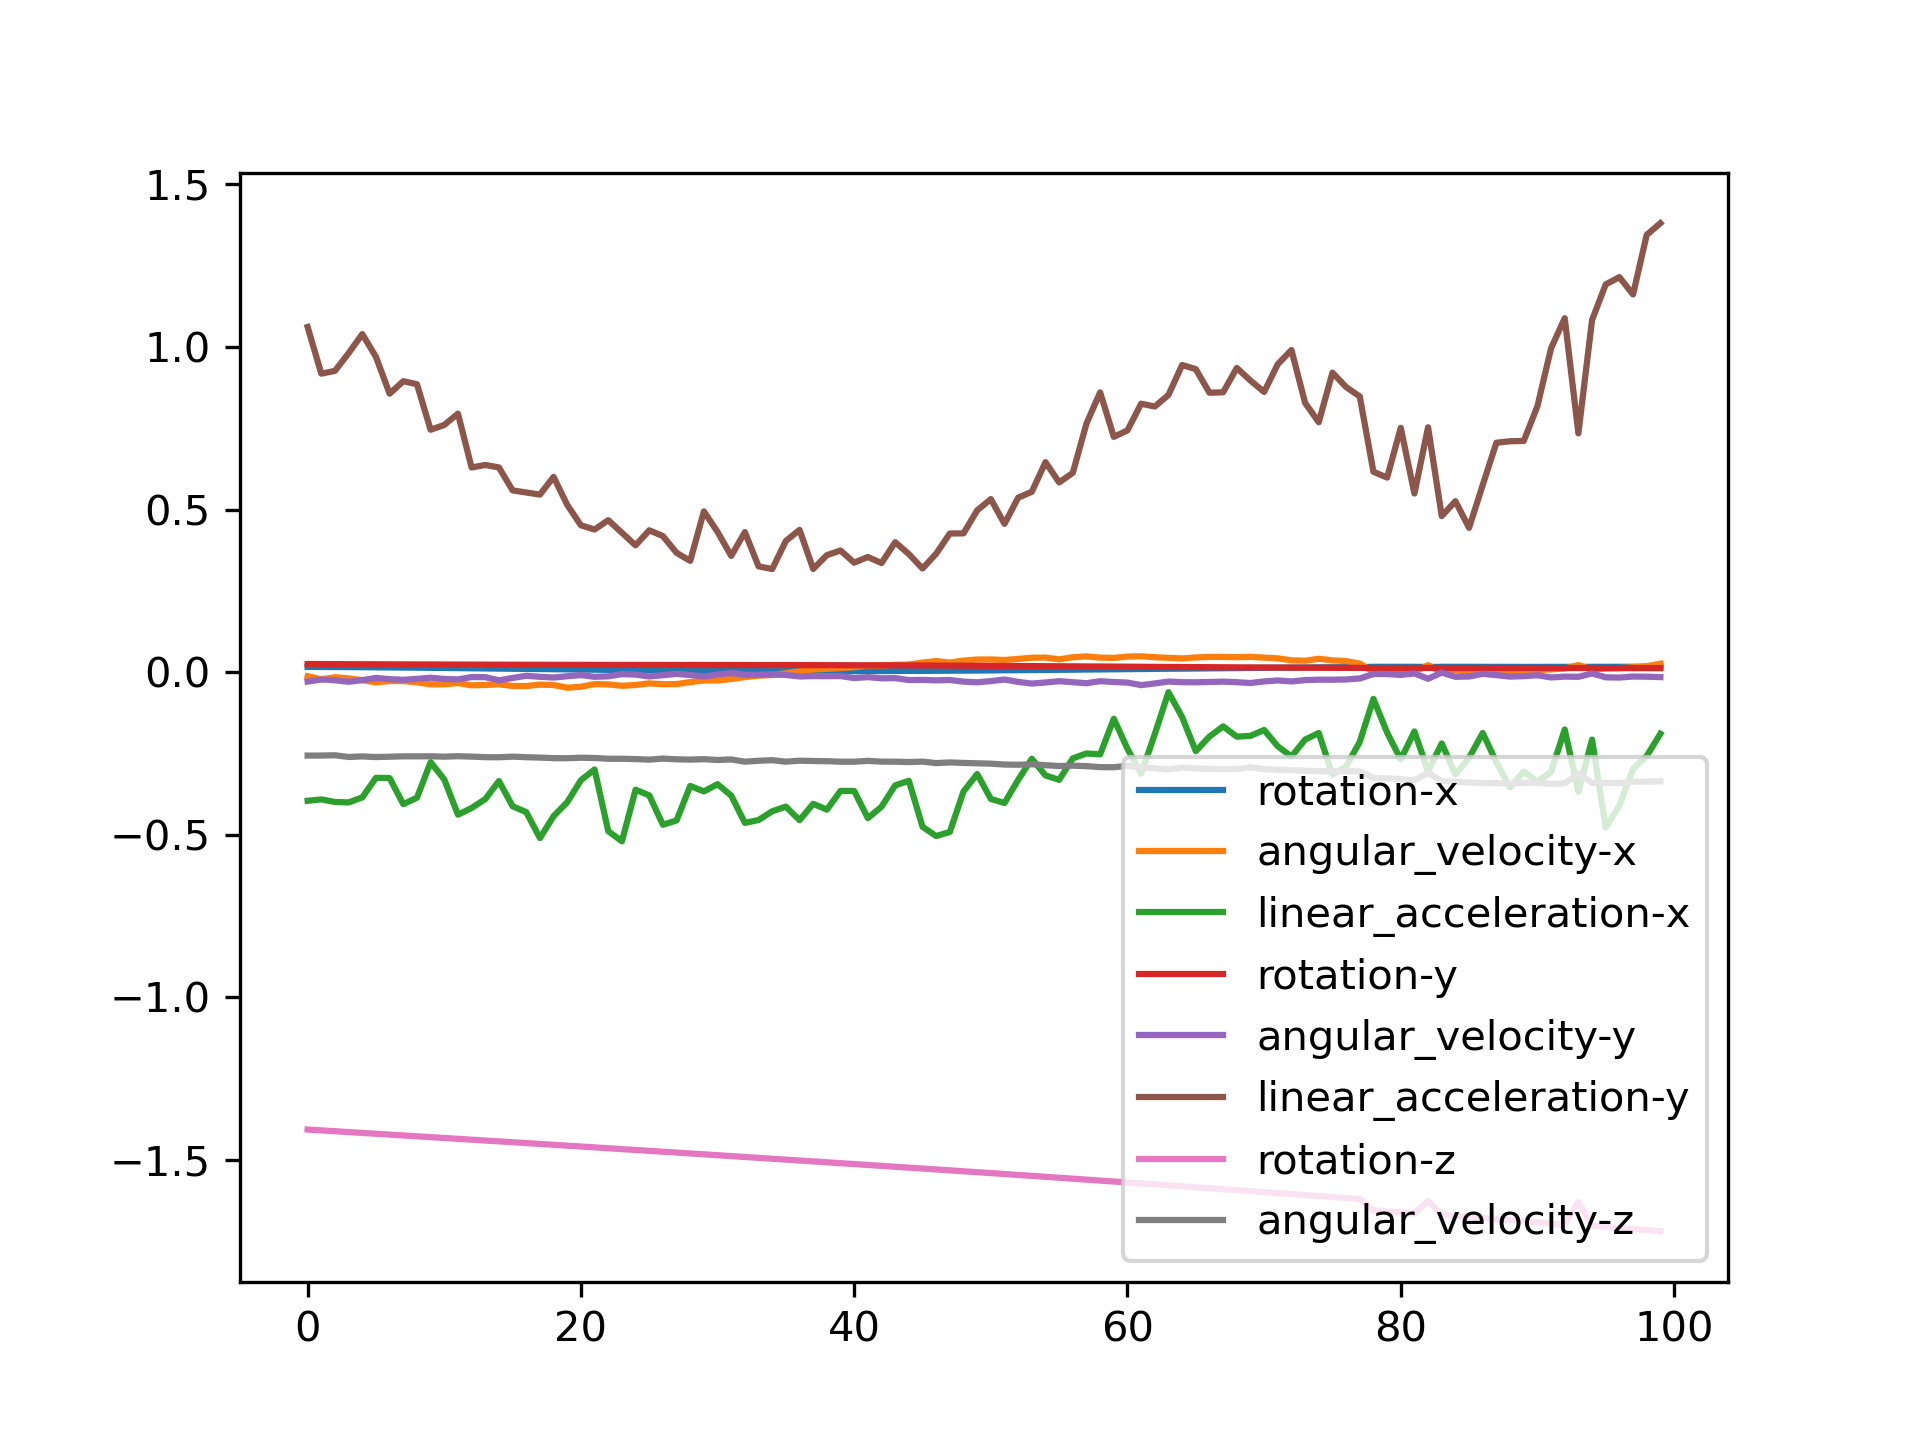 1.5
1.0
0.5
0.0
−0.5
−1.0
−1.5
rotation-x
angular_velocity-x
linear_acceleration-x
rotation-y
angular_velocity-y
linear_acceleration-y
rotation-z
angular_velocity-z
0 20 40 60 80 100